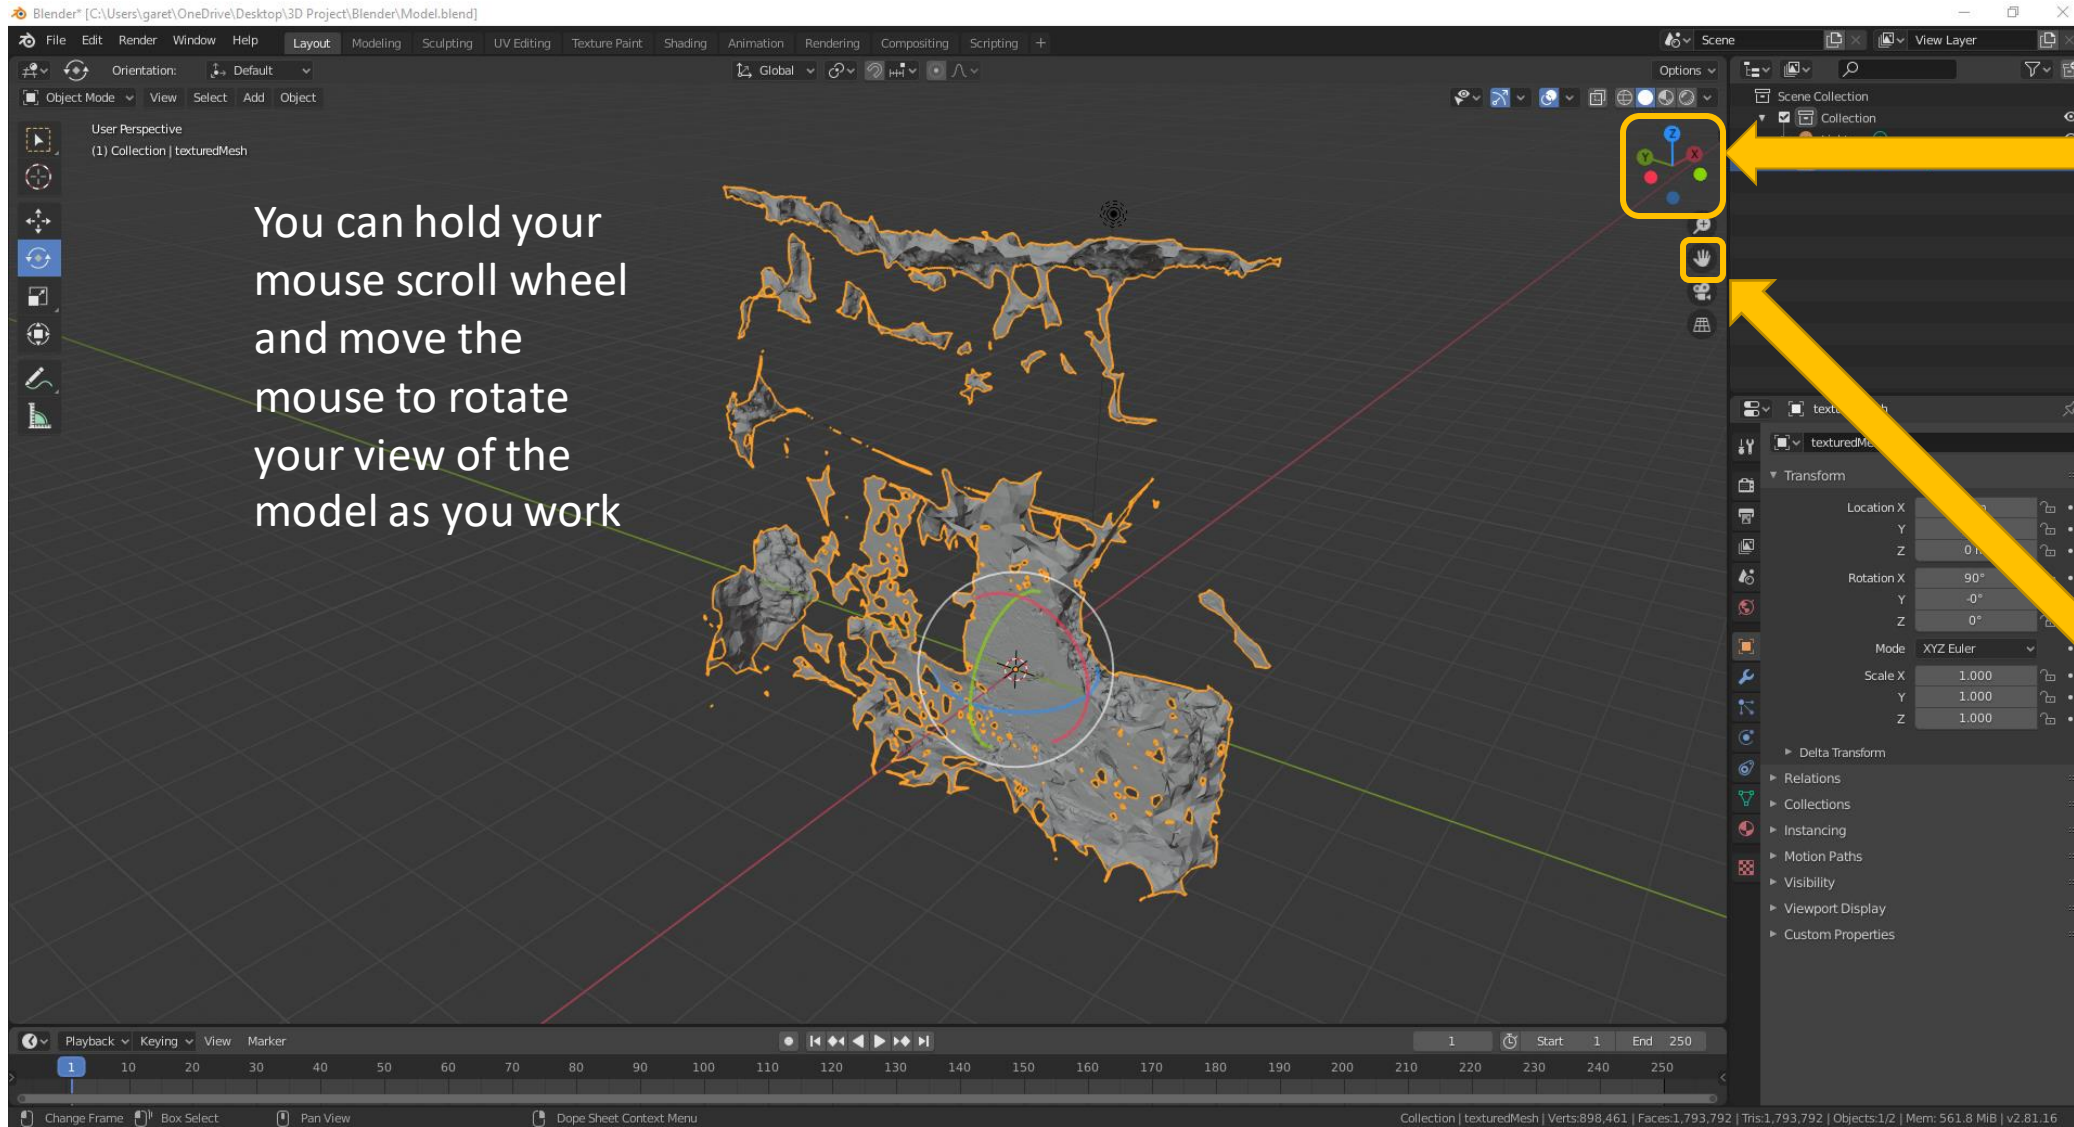 Blender* [C:\Users\garet\OneDrive\Desktop\3D Project\Blender\Model.blend]
File Edit Render Window Help Layout Modeling Sculpting UV Editing Texture Paint Shading Animation Rendering Compositing Scripting + Scene View Layer
Orientation: Default Global Options
Object Mode View Select Add Object
Scene Collection
Collection
User Perspective
(1) Collection | texturedMesh
Z
Y X
You can hold your
mouse scroll wheel
and move the
mouse to rotate
your view of the
model as you work
Transform
Location X
Y
Z
Rotation X 90°
Y -0°
Z 0°
Mode XYZ Euler
Scale X 1.000
Y 1.000
Z 1.000
Delta Transform
Relations
Collections
Instancing
Motion Paths
Visibility
Viewport Display
Custom Properties
Playback Keying View Marker 1 Start 1 End 250
1 10 20 30 40 50 60 70 80 90 100 110 120 130 140 150 160 170 180 190 200 210 220 230 240 250
Change Frame Box Select Pan View Dope Sheet Context Menu Collection | texturedMesh | Verts:898,461 | Faces:1,793,792 | Tris:1,793,792 | Objects:1/2 | Mem: 561.8 MiB | v2.81.16